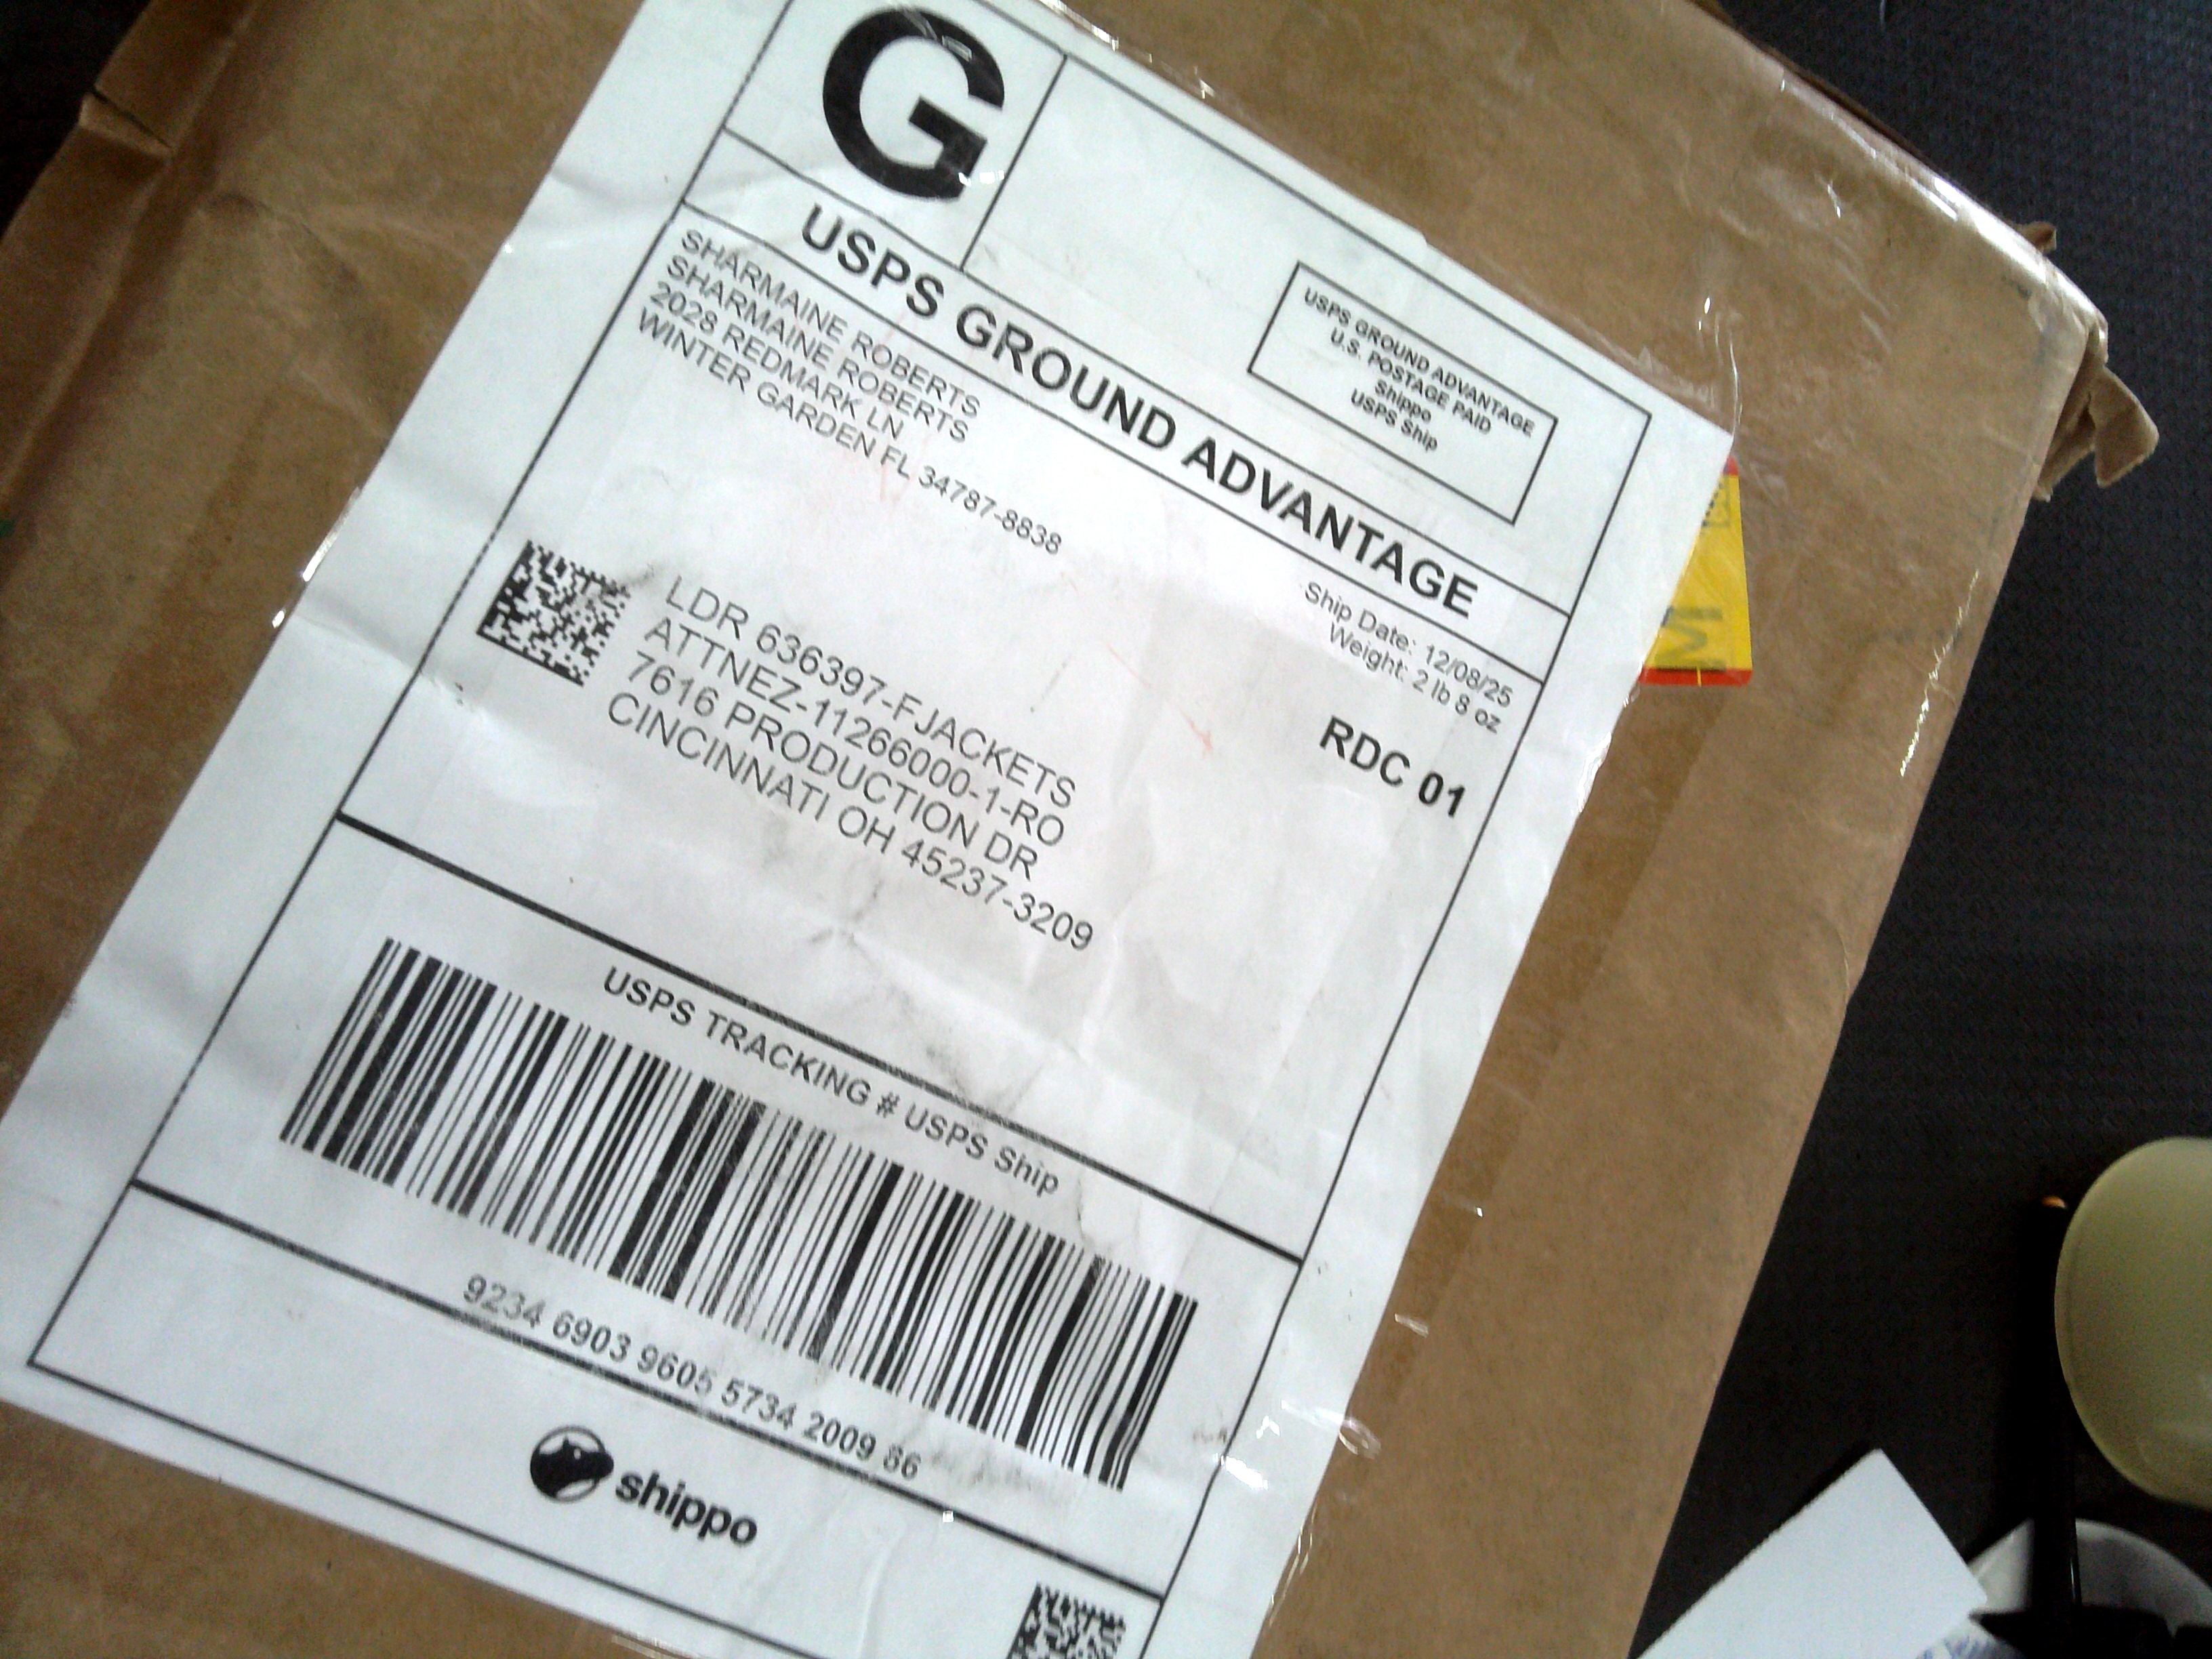 G
USPS GROUND ADVANTAGE
U.S. POSTAGE PAID
Shippo
USPS Ship
USPS GROUND ADVANTAGE
SHARMAINE ROBERTS
SHARMAINE ROBERTS
2028 REDMARK LN
WINTER GARDEN FL 34787-8838
Ship Date: 12/08/25
Weight: 2 lb 8 oz
RDC 01
LDR 636397-FJACKETS
ATTNEZ-11266000-1-RO
7616 PRODUCTION DR
CINCINNATI OH 45237-3209
USPS TRACKING # USPS Ship
9234 6903 9605 5734 2009 86
shippo